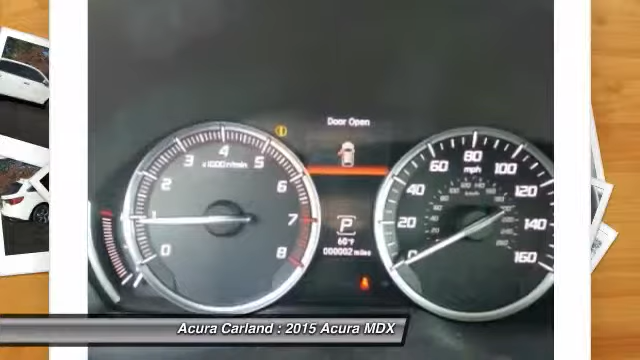 Door Open
x1000r/min
0 1 2 3 4 5 6 7 8
P
60°F
000002 miles
mph
0 20 40 60 80 100 120 140 160
Acura Carland : 2015 Acura MDX